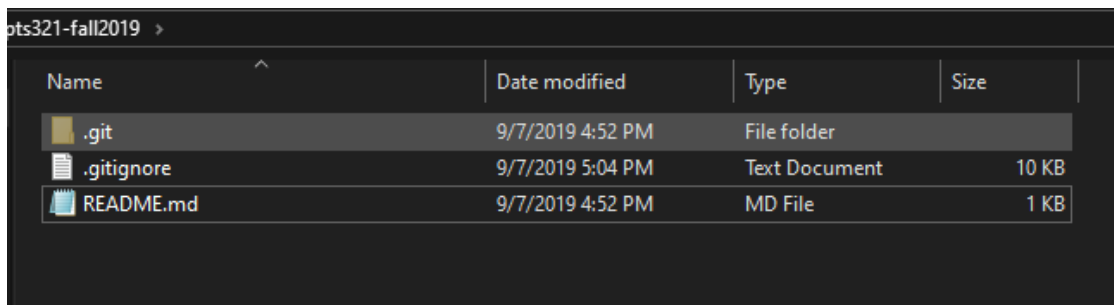 pts321-fall2019 >
Name Date modified Type Size
.git 9/7/2019 4:52 PM File folder
.gitignore 9/7/2019 5:04 PM Text Document 10 KB
README.md 9/7/2019 4:52 PM MD File 1 KB